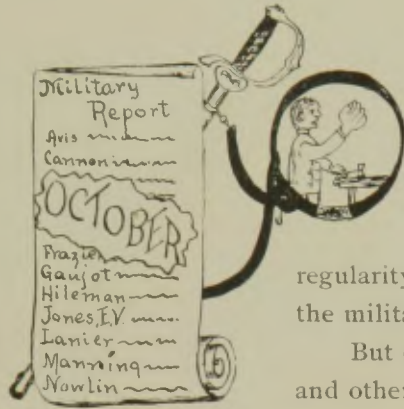 Military
Report
Avis
Cannon
OCTOBER
Frazier
Gaujot
Hileman
Jones, I.V.
Lanier
Manning
Nowlin
regularity
the milita
But
and other